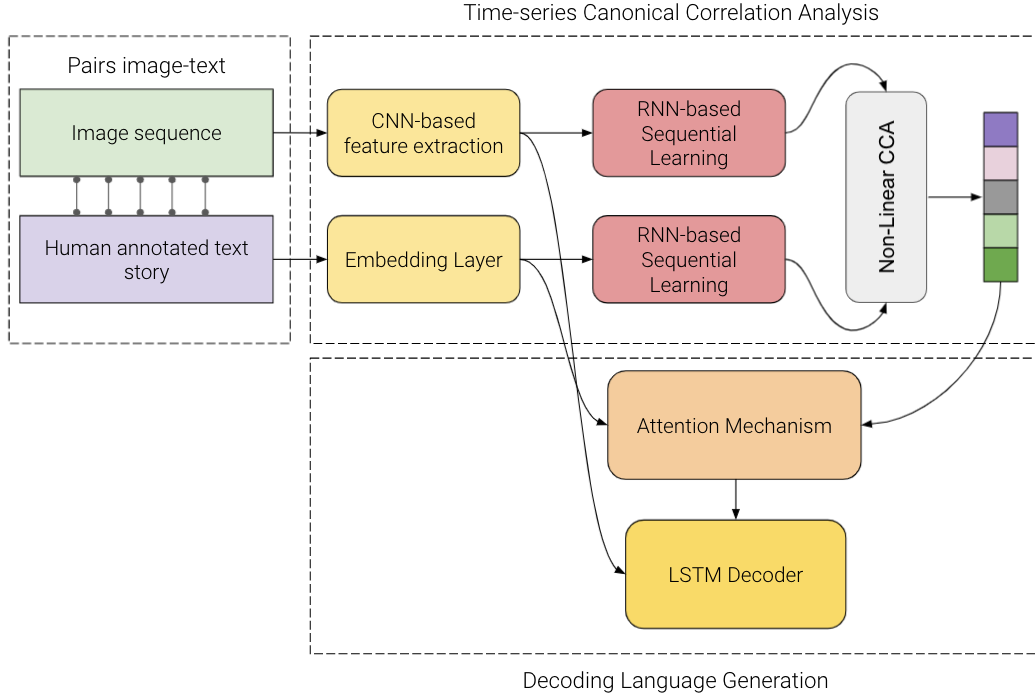 Time-series Canonical Correlation Analysis
Pairs image-text
Image sequence
Human annotated text
story
CNN-based
feature extraction
Embedding Layer
RNN-based
Sequential
Learning
RNN-based
Sequential
Learning
Non-Linear CCA
Attention Mechanism
LSTM Decoder
Decoding Language Generation